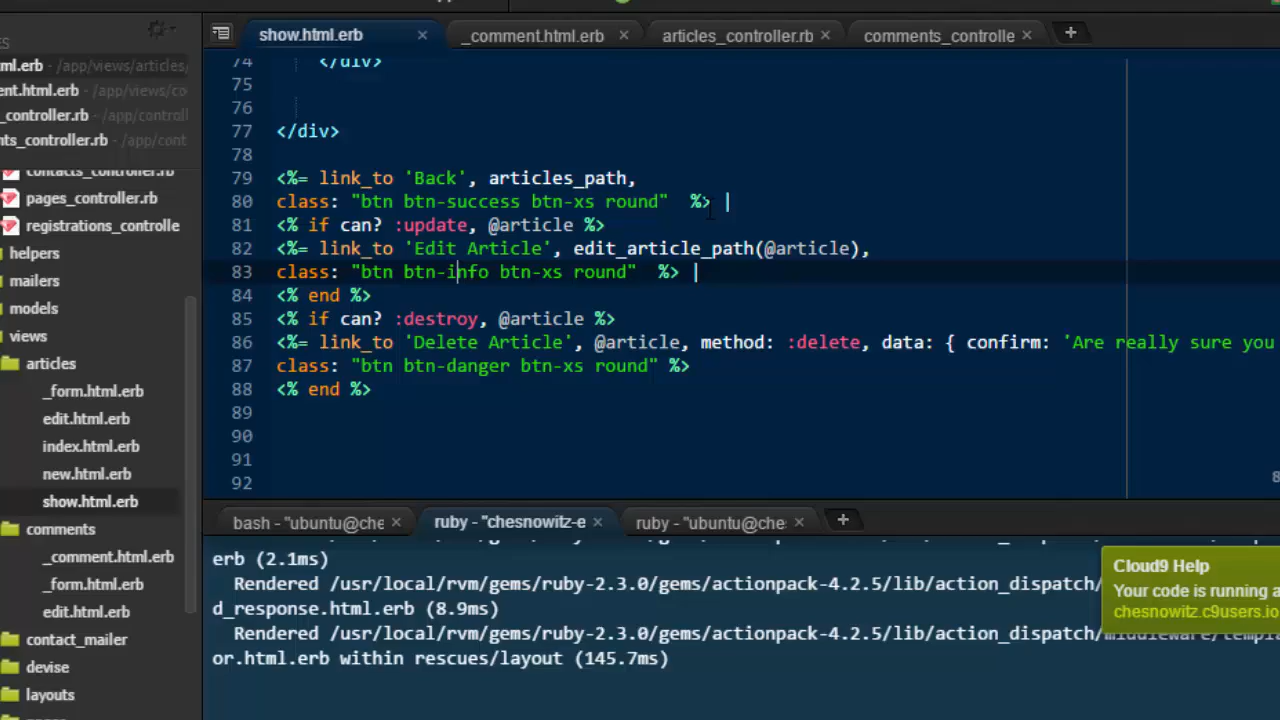 show.html.erb
_comment.html.erb
articles_controller.rb
comments_controlle
ml.erb - /app/views/articles/
ent.html.erb - /app/views/co
_controller.rb - /app/control
nts_controller.rb - /app/cont
contacts_controller.rb
pages_controller.rb
registrations_controlle
helpers
mailers
models
views
articles
_form.html.erb
edit.html.erb
index.html.erb
new.html.erb
show.html.erb
comments
_comment.html.erb
_form.html.erb
edit.html.erb
contact_mailer
devise
layouts
74 </div>
75
76
77 </div>
78
79 <%= link_to 'Back', articles_path,
80 class: "btn btn-success btn-xs round"  %> |
81 <% if can? :update, @article %>
82 <%= link_to 'Edit Article', edit_article_path(@article),
83 class: "btn btn-info btn-xs round"  %> |
84 <% end %>
85 <% if can? :destroy, @article %>
86 <%= link_to 'Delete Article', @article, method: :delete, data: { confirm: 'Are really sure you
87 class: "btn btn-danger btn-xs round" %>
88 <% end %>
89
90
91
92
bash - "ubuntu@che
ruby - "chesnowitz-e
ruby - "ubuntu@che
erb (2.1ms)
Rendered /usr/local/rvm/gems/ruby-2.3.0/gems/actionpack-4.2.5/lib/action_dispatch/
d_response.html.erb (8.9ms)
Rendered /usr/local/rvm/gems/ruby-2.3.0/gems/actionpack-4.2.5/lib/action_dispatch/middleware/templa
or.html.erb within rescues/layout (145.7ms)
Cloud9 Help
Your code is running a
chesnowitz.c9users.io